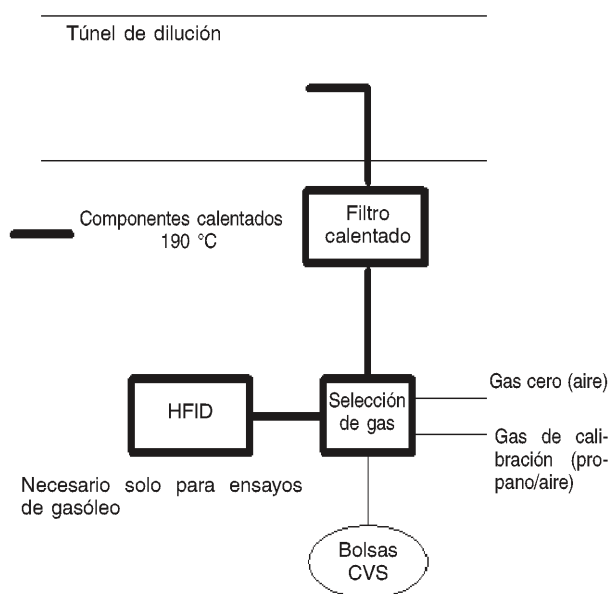 Túnel de dilución
Componentes calentados
190 °C
Filtro
calentado
HFID
Selección
de gas
Gas cero (aire)
Gas de cali-
bración (pro-
pano/aire)
Necesario solo para ensayos
de gasóleo
Bolsas
CVS